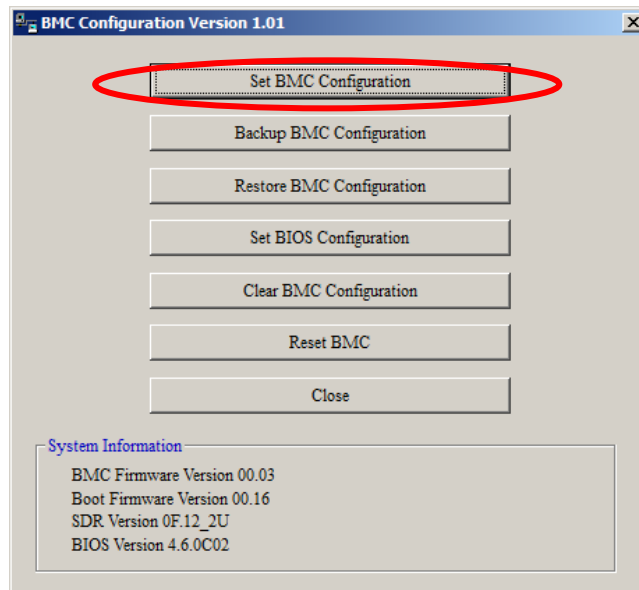 BMC Configuration Version 1.01
Set BMC Configuration
Backup BMC Configuration
Restore BMC Configuration
Set BIOS Configuration
Clear BMC Configuration
Reset BMC
Close
System Information
BMC Firmware Version 00.03
Boot Firmware Version 00.16
SDR Version 0F.12_2U
BIOS Version 4.6.0C02